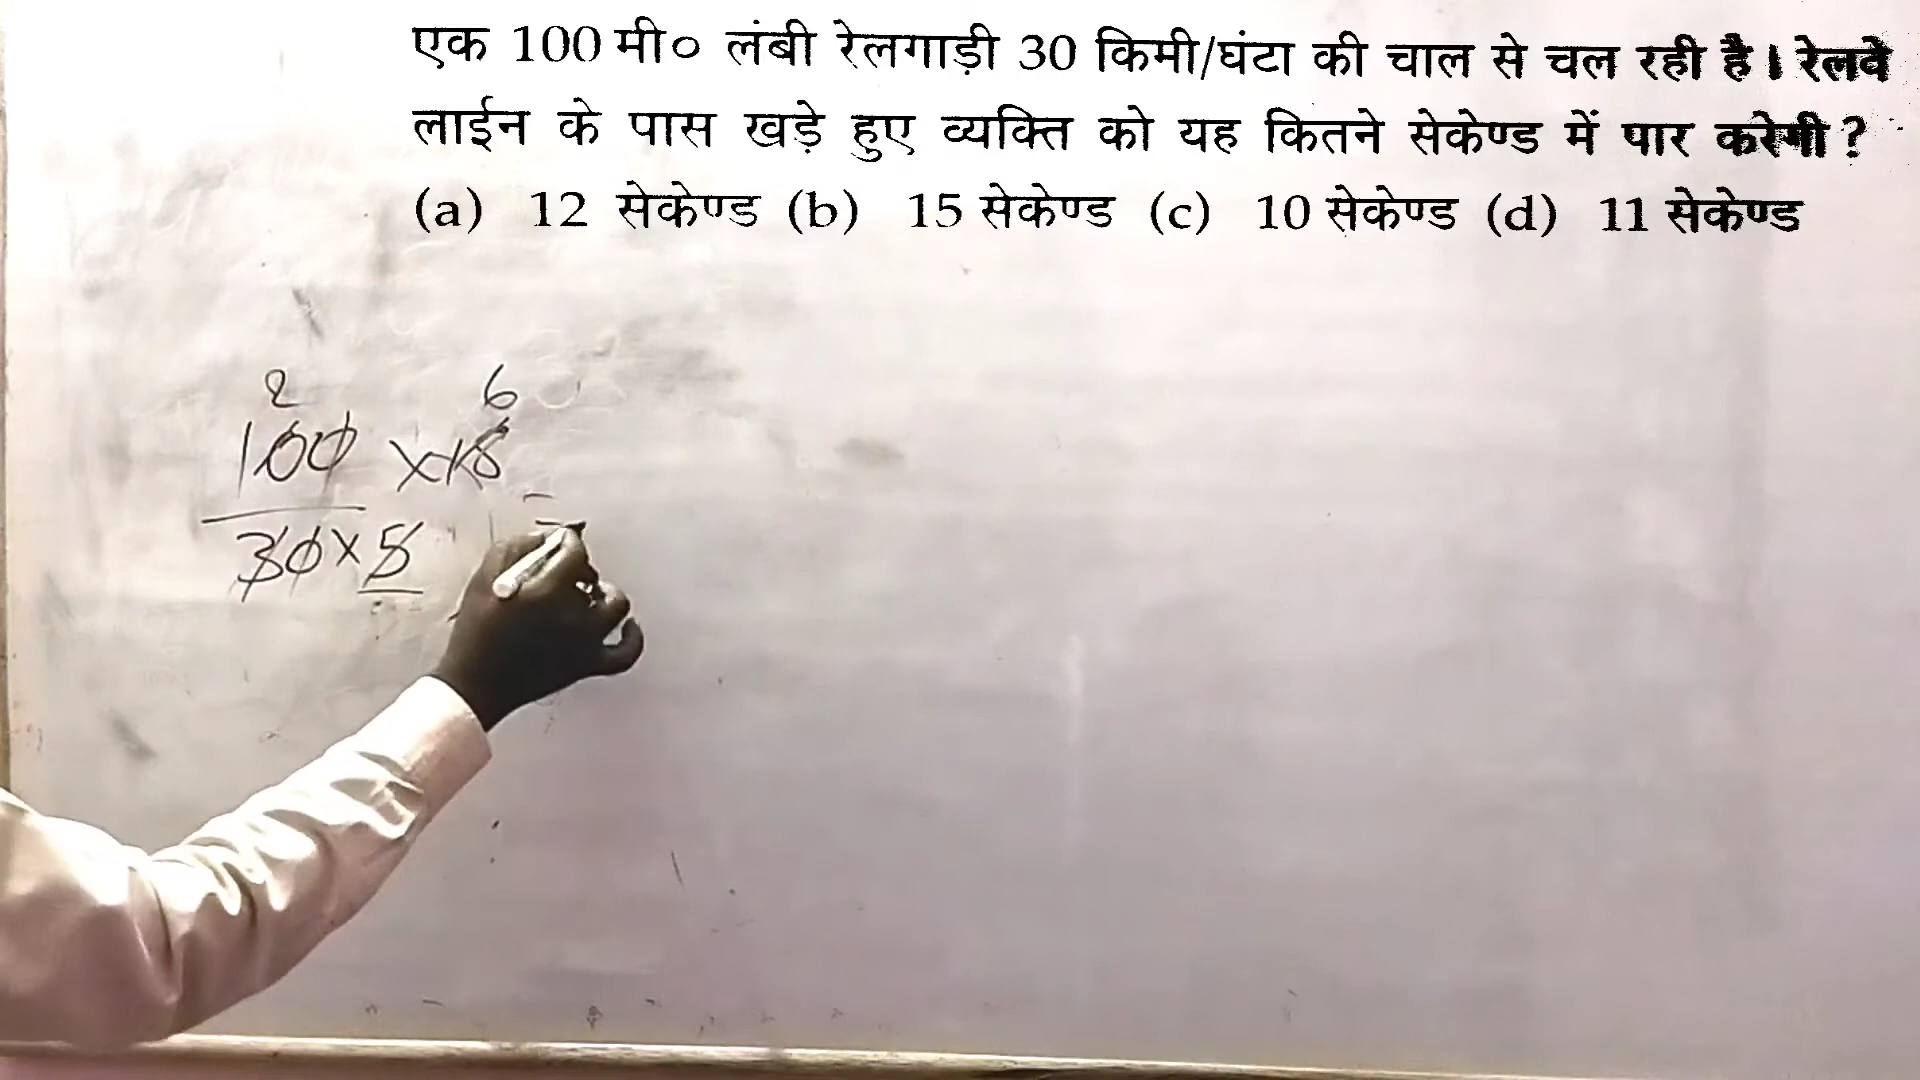 एक 100 मी० लंबी रेलगाड़ी 30 किमी/घंटा की चाल से चल रही है। रेलवे
लाईन के पास खड़े हुए व्यक्ति को यह कितने सेकेण्ड में पार करेगी?
(a) 12 सेकेण्ड (b) 15 सेकेण्ड (c) 10 सेकेण्ड (d) 11 सेकेण्ड
2 6
100 × 18 =
30 × 5